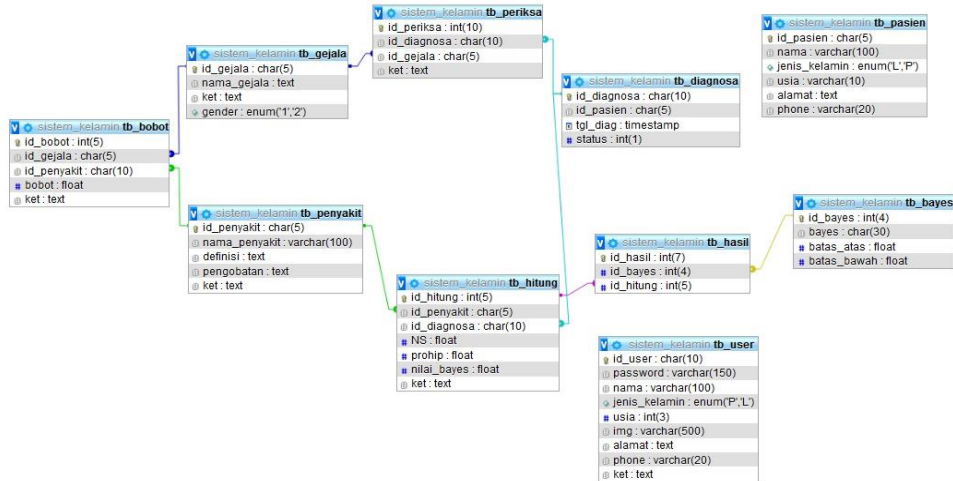 sistem_kelamin tb_periksa
id_periksa : int(10)
id_diagnosa : char(10)
id_gejala : char(5)
ket : text
sistem_kelamin tb_pasien
id_pasien : char(5)
nama : varchar(100)
jenis_kelamin : enum('L','P')
usia : varchar(10)
alamat : text
phone : varchar(20)
sistem_kelamin tb_gejala
id_gejala : char(5)
nama_gejala : text
ket : text
gender : enum('1','2')
sistem_kelamin tb_diagnosa
id_diagnosa : char(10)
id_pasien : char(5)
tgl_diag : timestamp
status : int(1)
sistem_kelamin tb_bobot
id_bobot : int(5)
id_gejala : char(5)
id_penyakit : char(10)
bobot : float
ket : text
sistem_kelamin tb_penyakit
id_penyakit : char(5)
nama_penyakit : varchar(100)
definisi : text
pengobatan : text
ket : text
sistem_kelamin tb_bayes
id_bayes : int(4)
bayes : char(30)
batas_atas : float
batas_bawah : float
sistem_kelamin tb_hasil
id_hasil : int(7)
id_bayes : int(4)
id_hitung : int(5)
sistem_kelamin tb_hitung
id_hitung : int(5)
id_penyakit : char(5)
id_diagnosa : char(10)
NS : float
prohip : float
nilai_bayes : float
ket : text
sistem_kelamin tb_user
id_user : char(10)
password : varchar(150)
nama : varchar(100)
jenis_kelamin : enum('P','L')
usia : int(3)
img : varchar(500)
alamat : text
phone : varchar(20)
ket : text